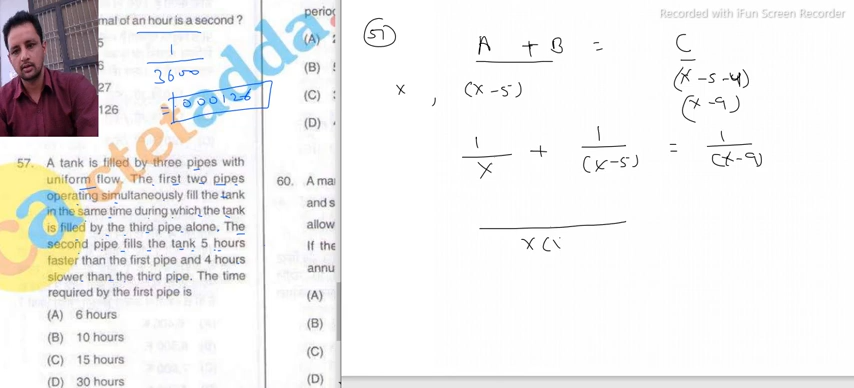 Recorded with iFun Screen Recorder
mal of an hour is a second ?
5
6
27
126
1
3600
= 000126
57. A tank is filled by three pipes with
uniform flow. The first two pipes
operating simultaneously fill the tank
in the same time during which the tank
is filled by the third pipe alone. The
second pipe fills the tank 5 hours
faster than the first pipe and 4 hours
slower than the third pipe. The time
required by the first pipe is
(A) 6 hours
(B) 10 hours
(C) 15 hours
(D) 30 hours
perio
(A)
(B)
(C)
(D)
60. A ma
and s
allow
If the
annu
(A)
(B)
(C)
(D)
ctetadda
57
A + B = C
x , (x-5) (x-5-4)
(x-9)
1/x + 1/(x-5) = 1/(x-9)
x (